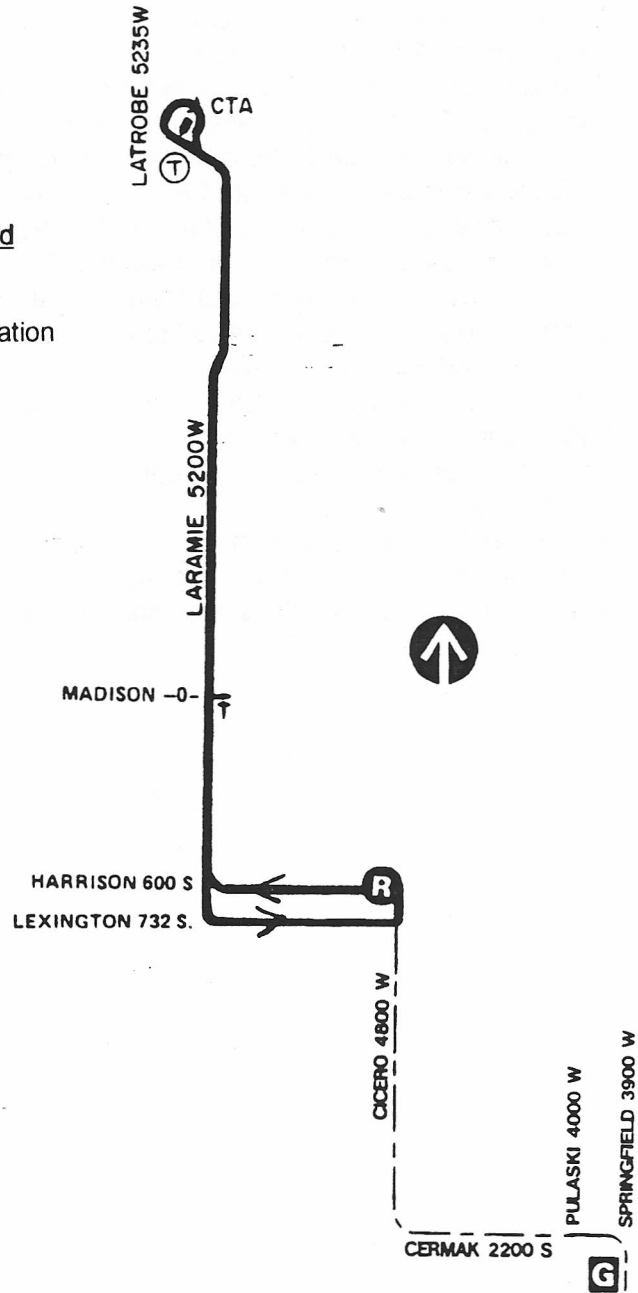 LATROBE 5235W
CTA
T
d
ation
LARAMIE 5200W
MADISON –0–
T
HARRISON 600 S
R
LEXINGTON 732 S.
CICERO 4800 W
PULASKI 4000 W
SPRINGFIELD 3900 W
CERMAK 2200 S
G